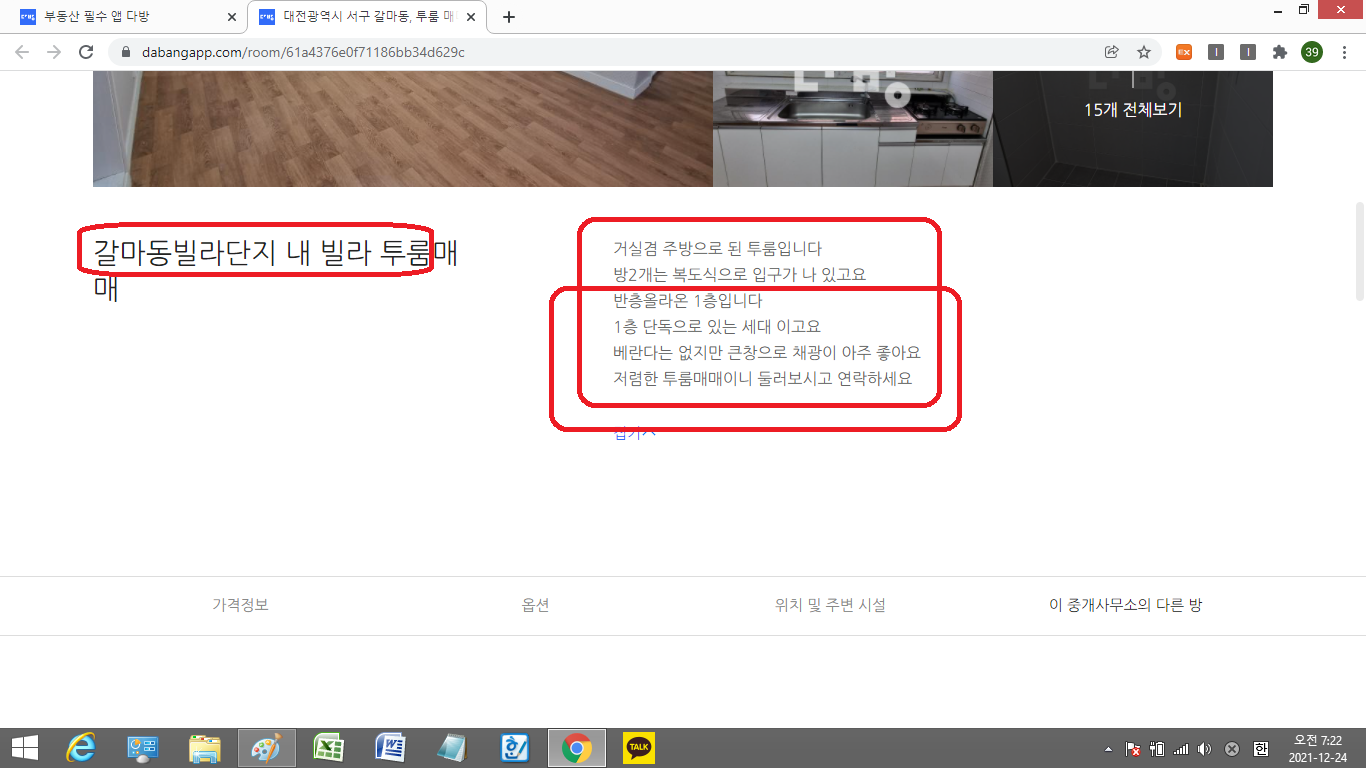 부동산 필수 앱 다방
대전광역시 서구 갈마동, 투룸 매
dabangapp.com/room/61a4376e0f71186bb34d629c
39
15개 전체보기
갈마동빌라단지 내 빌라 투룸매
매
거실겸 주방으로 된 투룸입니다
방2개는 복도식으로 입구가 나 있고요
반층올라온 1층입니다
1층 단독으로 있는 세대 이고요
베란다는 없지만 큰창으로 채광이 아주 좋아요
저렴한 투룸매매이니 둘러보시고 연락하세요
접기
가격정보
옵션
위치 및 주변 시설
이 중개사무소의 다른 방
TALK
한
오전 7:22
2021-12-24